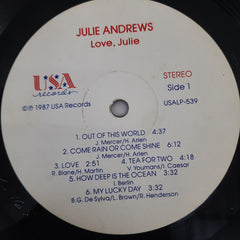 JULIE ANDREWS
Love, Julie
USA
records
STEREO
Side 1
©℗ 1987 USA Records
USALP-539
1. OUT OF THIS WORLD 4:37
J. Mercer/H. Arlen
2. COME RAIN OR COME SHINE 6:12
J. Mercer/H. Arlen
3. LOVE 2:51
R. Blane/H. Martin
4. TEA FOR TWO 4:18
V. Youmans/I. Caesar
5. HOW DEEP IS THE OCEAN 3:32
I. Berlin
6. MY LUCKY DAY 3:32
B.G. De Sylva/L. Brown/R. Henderson